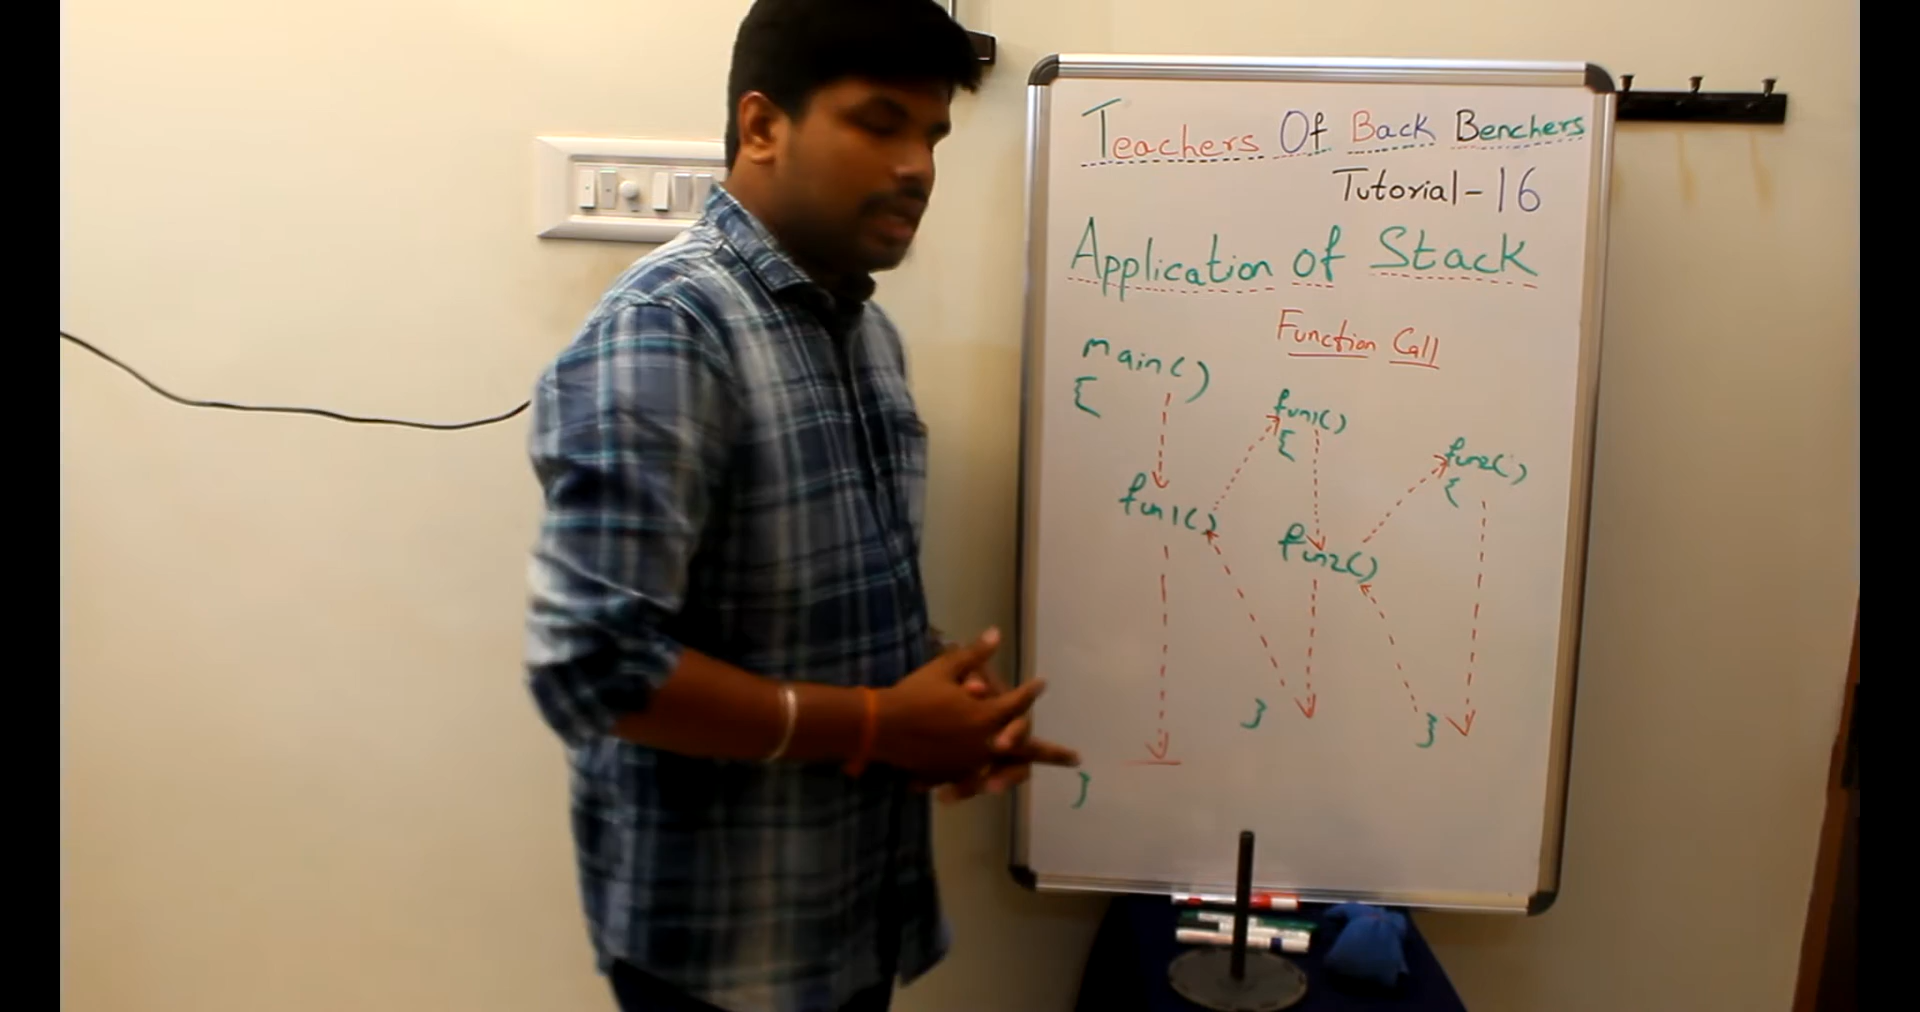 Teachers Of Back Benchers
Tutorial-16
Application of Stack
Function Call
main()
{
fun1()
}
fun1()
{
fun2()
}
fun2()
{
}